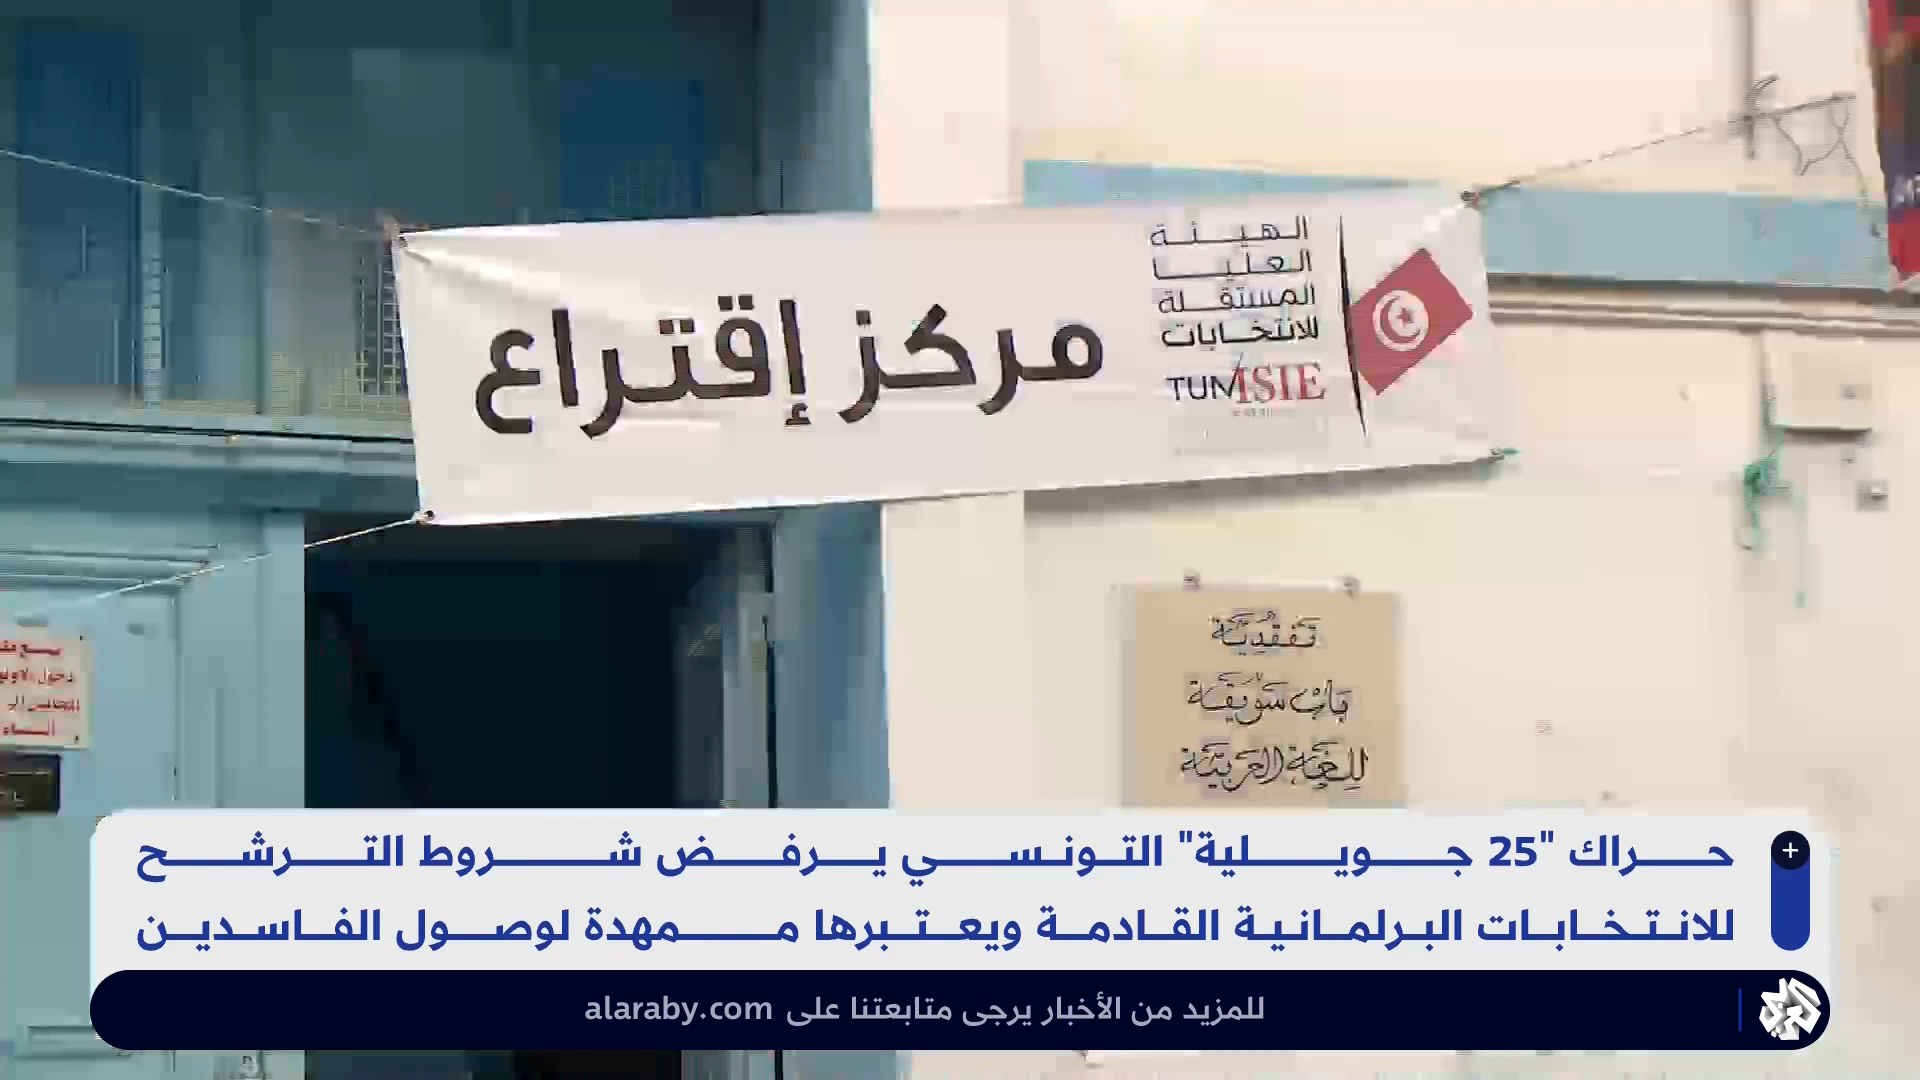 الهيئة
العليا
المستقلة
للانتخابات
TUNISIE
مركز إقتراع
تفقدية
باب سويقة
للغة العربية
حراك "25 جويلية" التونسي يرفض شروط الترشح
للانتخابات البرلمانية القادمة ويعتبرها ممهدة لوصول الفاسدين
للمزيد من الأخبار يرجى متابعتنا على alaraby.com